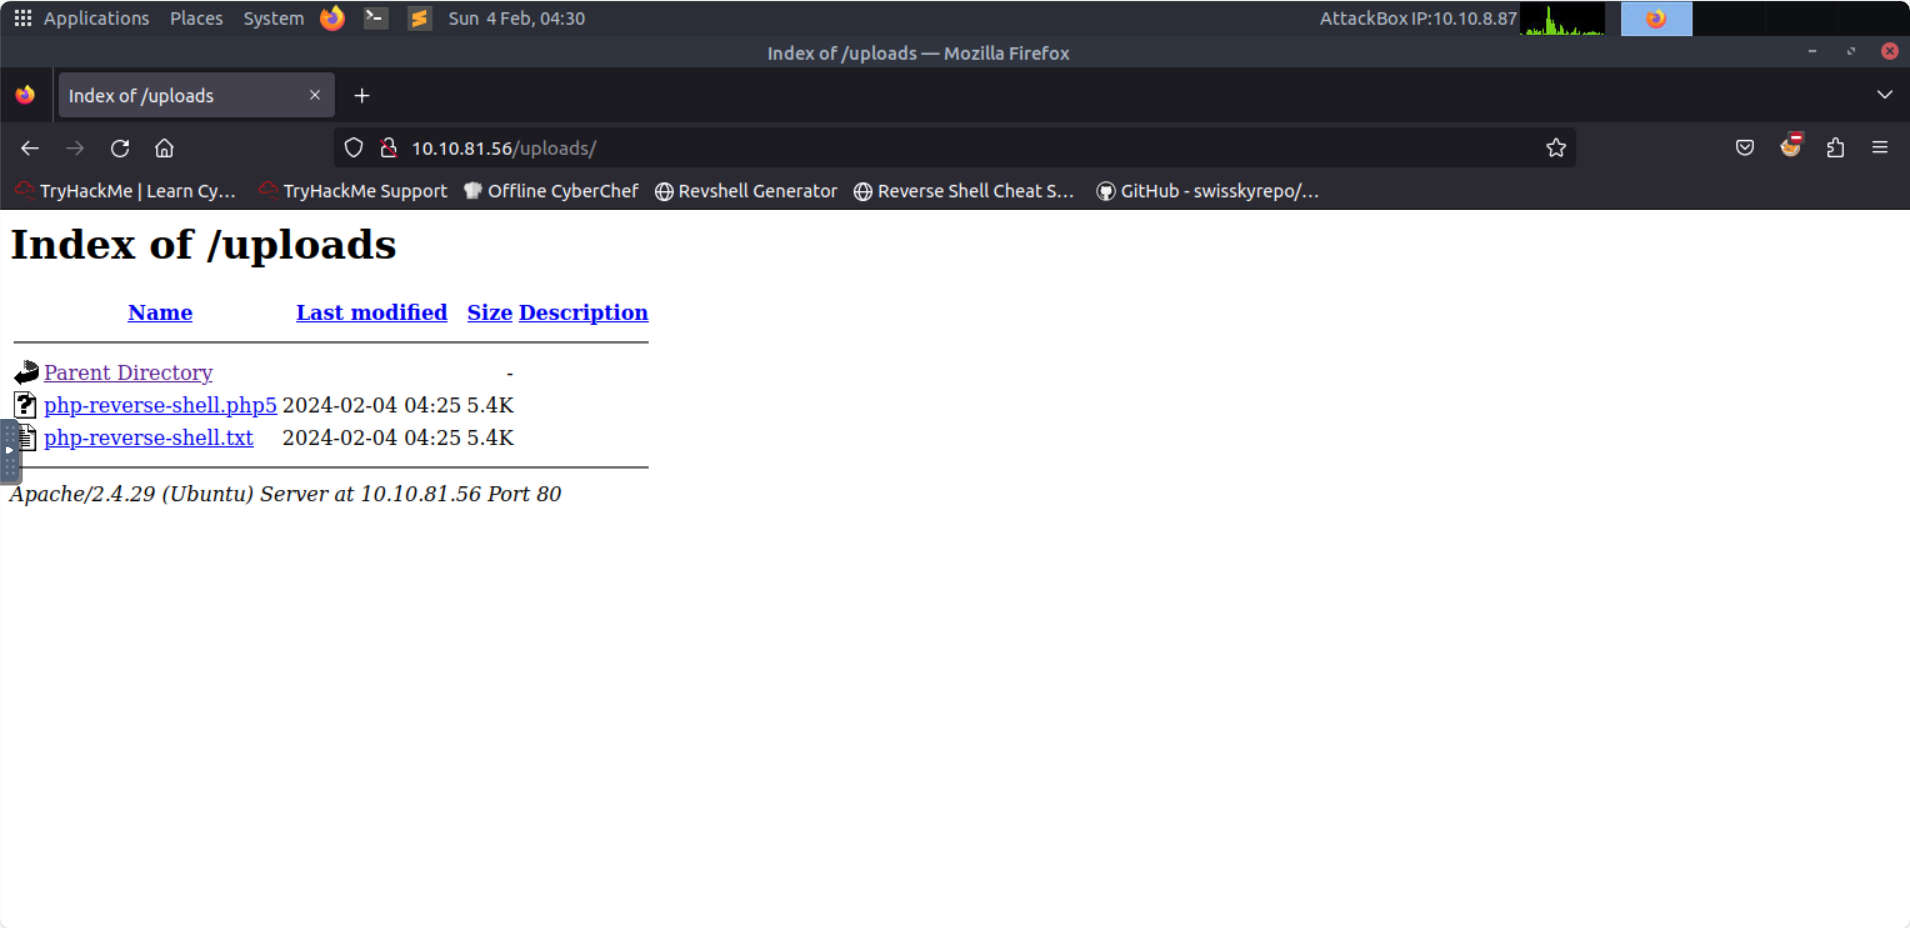 Applications Places System Sun 4 Feb, 04:30 AttackBox IP:10.10.8.87
Index of /uploads — Mozilla Firefox
Index of /uploads
10.10.81.56/uploads/
TryHackMe | Learn Cy... TryHackMe Support Offline CyberChef Revshell Generator Reverse Shell Cheat S... GitHub - swisskyrepo/...
Index of /uploads
Name Last modified Size Description
Parent Directory -
php-reverse-shell.php5 2024-02-04 04:25 5.4K
php-reverse-shell.txt 2024-02-04 04:25 5.4K
Apache/2.4.29 (Ubuntu) Server at 10.10.81.56 Port 80